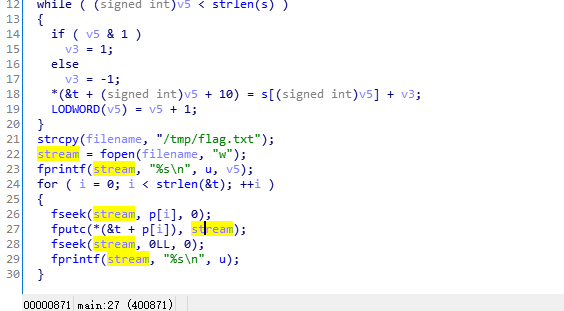 12 while ( (signed int)v5 < strlen(s) )
13 {
14 if ( v5 & 1 )
15 v3 = 1;
16 else
17 v3 = -1;
18 *(&t + (signed int)v5 + 10) = s[(signed int)v5] + v3;
19 LODWORD(v5) = v5 + 1;
20 }
21 strcpy(filename, "/tmp/flag.txt");
22 stream = fopen(filename, "w");
23 fprintf(stream, "%s\n", u, v5);
24 for ( i = 0; i < strlen(&t); ++i )
25 {
26 fseek(stream, p[i], 0);
27 fputc(*(&t + p[i]), stream);
28 fseek(stream, 0LL, 0);
29 fprintf(stream, "%s\n", u);
30 }
00000871 main:27 (400871)